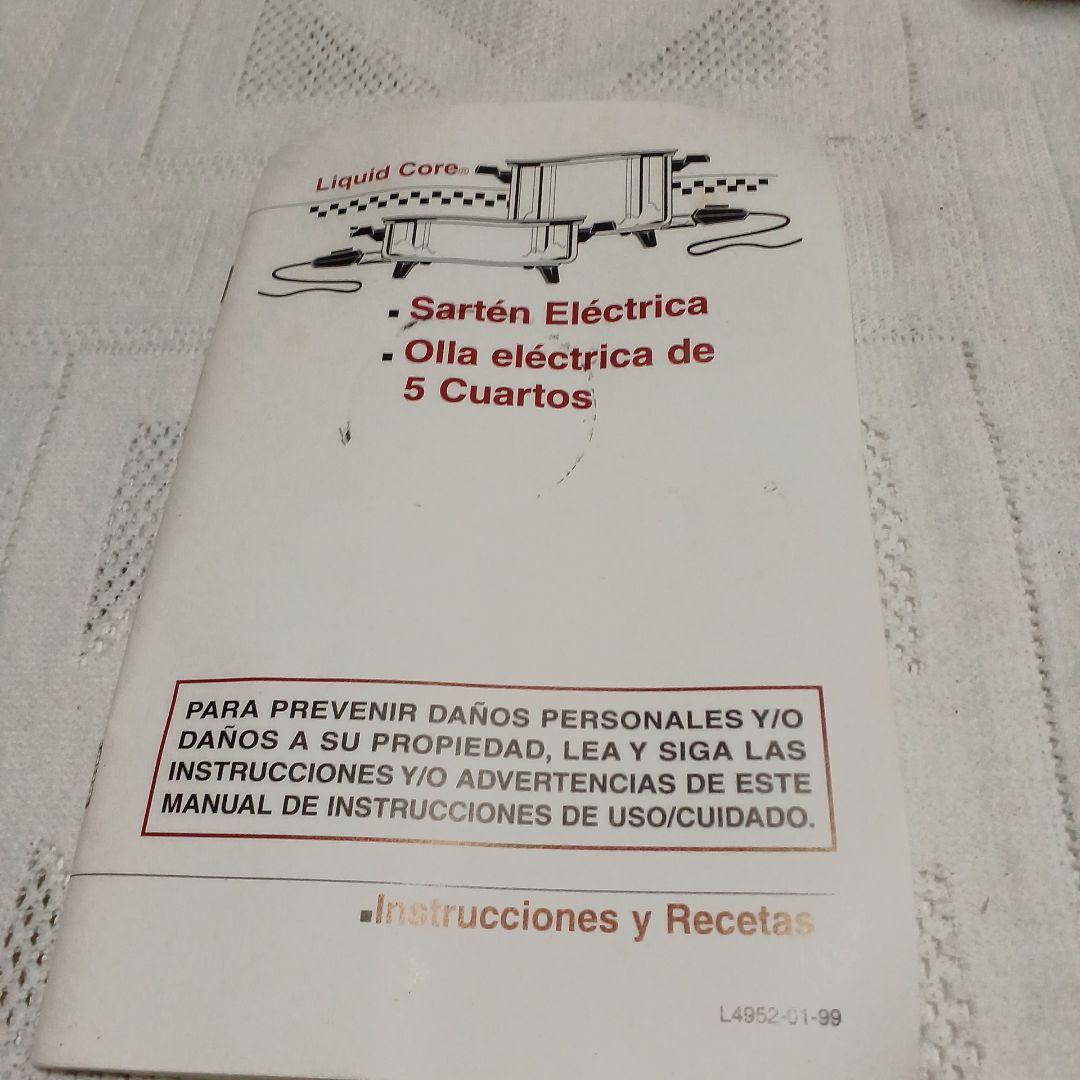 Liquid Core®
▪ Sartén Eléctrica
▪ Olla eléctrica de
5 Cuartos
PARA PREVENIR DAÑOS PERSONALES Y/O
DAÑOS A SU PROPIEDAD, LEA Y SIGA LAS
INSTRUCCIONES Y/O ADVERTENCIAS DE ESTE
MANUAL DE INSTRUCCIONES DE USO/CUIDADO.
▪Instrucciones y Recetas
L4952-01-99